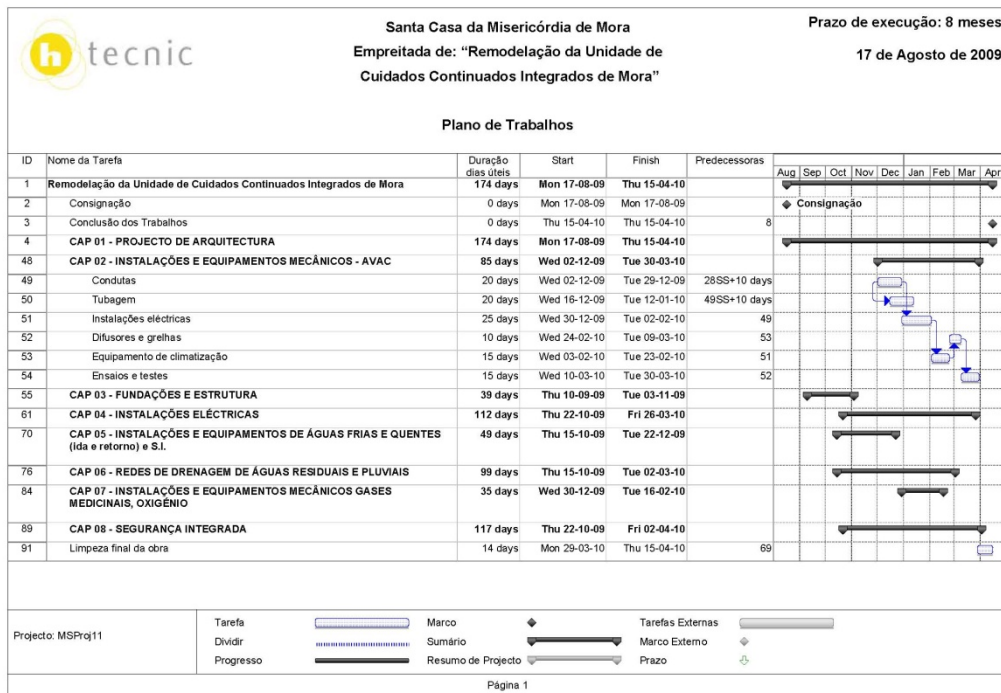 h tecnic
Santa Casa da Misericórdia de Mora
Empreitada de: “Remodelação da Unidade de
Cuidados Continuados Integrados de Mora”
Prazo de execução: 8 meses
17 de Agosto de 2009
Plano de Trabalhos
ID Nome da Tarefa Duração dias úteis Start Finish Predecessoras
Aug Sep Oct Nov Dec Jan Feb Mar Apr
1 Remodelação da Unidade de Cuidados Continuados Integrados de Mora 174 days Mon 17-08-09 Thu 15-04-10
2 Consignação 0 days Mon 17-08-09 Mon 17-08-09 Consignação
3 Conclusão dos Trabalhos 0 days Thu 15-04-10 Thu 15-04-10 8
4 CAP 01 - PROJECTO DE ARQUITECTURA 174 days Mon 17-08-09 Thu 15-04-10
48 CAP 02 - INSTALAÇÕES E EQUIPAMENTOS MECÂNICOS - AVAC 85 days Wed 02-12-09 Tue 30-03-10
49 Condutas 20 days Wed 02-12-09 Tue 29-12-09 28SS+10 days
50 Tubagem 20 days Wed 16-12-09 Tue 12-01-10 49SS+10 days
51 Instalações eléctricas 25 days Wed 30-12-09 Tue 02-02-10 49
52 Difusores e grelhas 10 days Wed 24-02-10 Tue 09-03-10 53
53 Equipamento de climatização 15 days Wed 03-02-10 Tue 23-02-10 51
54 Ensaios e testes 15 days Wed 10-03-10 Tue 30-03-10 52
55 CAP 03 - FUNDAÇÕES E ESTRUTURA 39 days Thu 10-09-09 Tue 03-11-09
61 CAP 04 - INSTALAÇÕES ELÉCTRICAS 112 days Thu 22-10-09 Fri 26-03-10
70 CAP 05 - INSTALAÇÕES E EQUIPAMENTOS DE ÁGUAS FRIAS E QUENTES 49 days Thu 15-10-09 Tue 22-12-09
(ida e retorno) e S.I.
76 CAP 06 - REDES DE DRENAGEM DE ÁGUAS RESIDUAIS E PLUVIAIS 99 days Thu 15-10-09 Tue 02-03-10
84 CAP 07 - INSTALAÇÕES E EQUIPAMENTOS MECÂNICOS GASES 35 days Wed 30-12-09 Tue 16-02-10
MEDICINAIS, OXIGÉNIO
89 CAP 08 - SEGURANÇA INTEGRADA 117 days Thu 22-10-09 Fri 02-04-10
91 Limpeza final da obra 14 days Mon 29-03-10 Thu 15-04-10 69
Projecto: MSProj11
Tarefa Marco Tarefas Externas
Dividir Sumário Marco Externo
Progresso Resumo de Projecto Prazo
Página 1